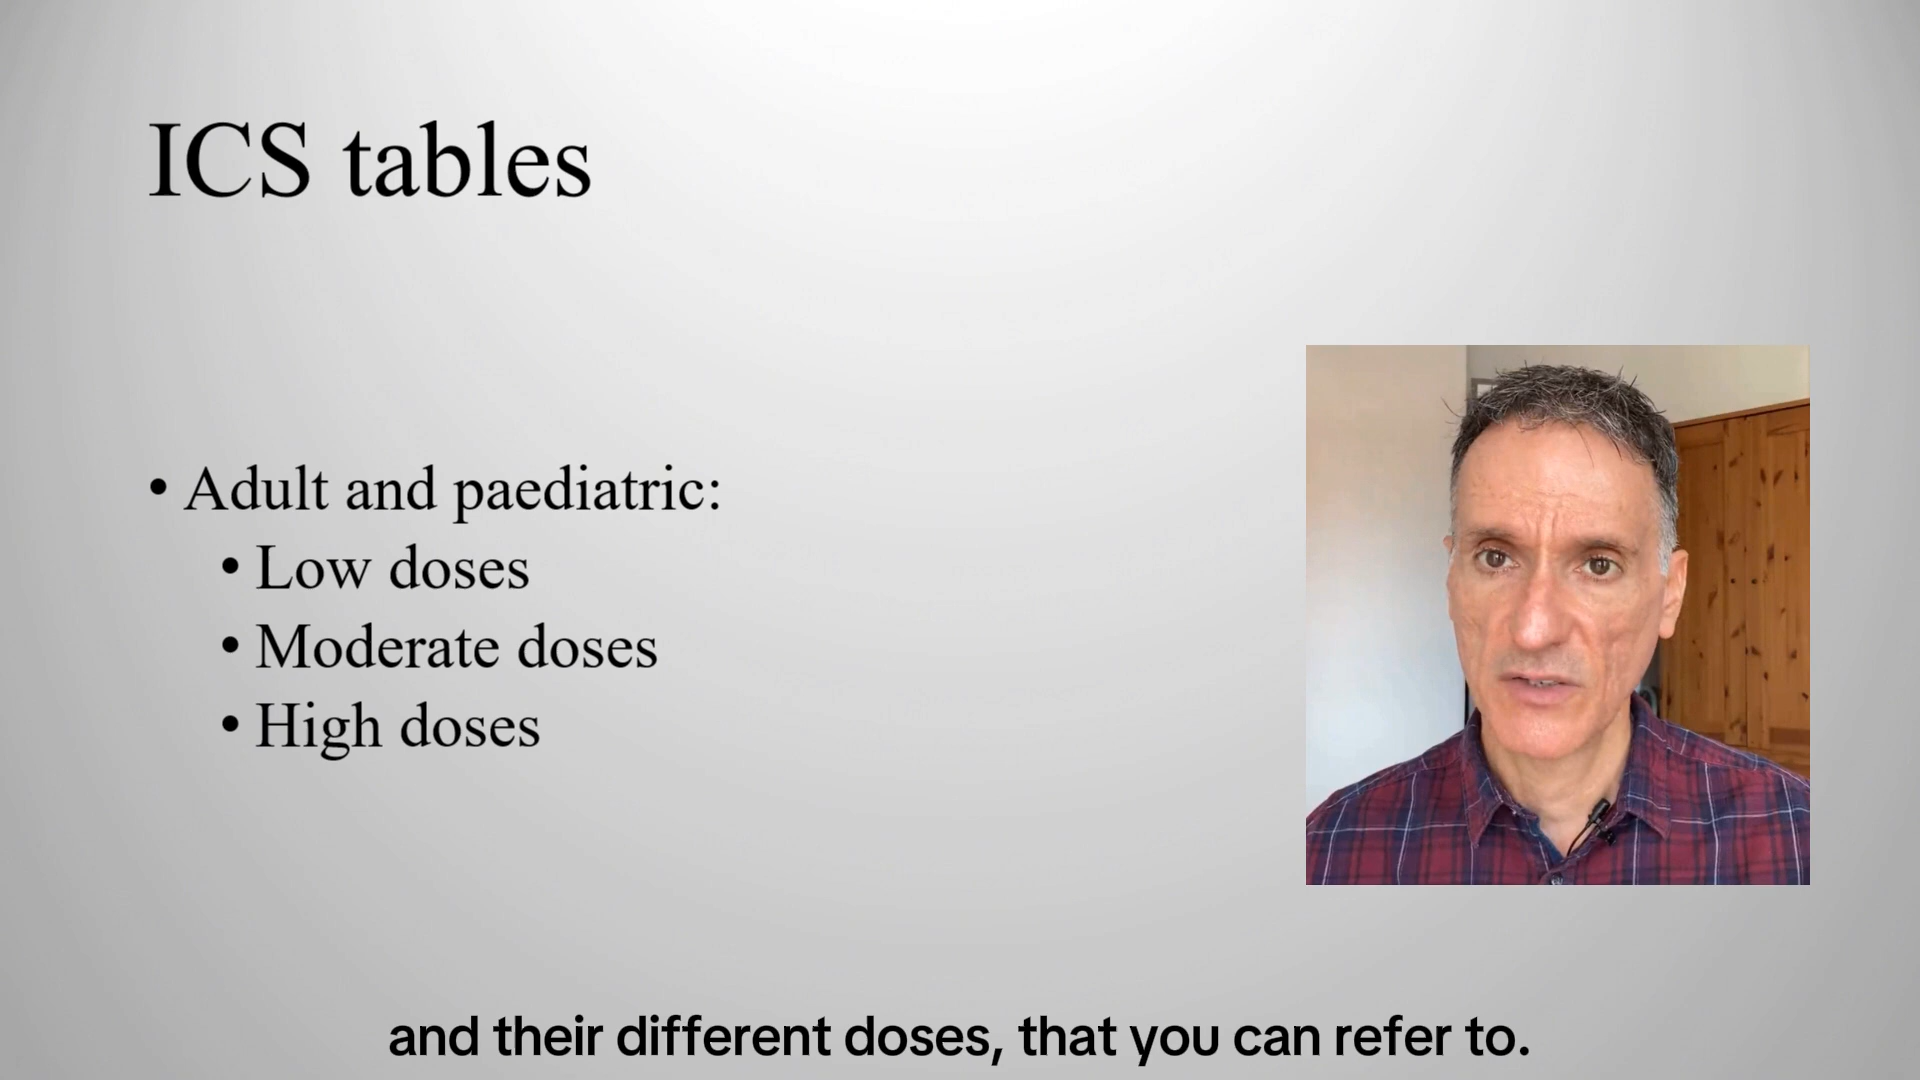 ICS tables
• Adult and paediatric:
• Low doses
• Moderate doses
• High doses
and their different doses, that you can refer to.